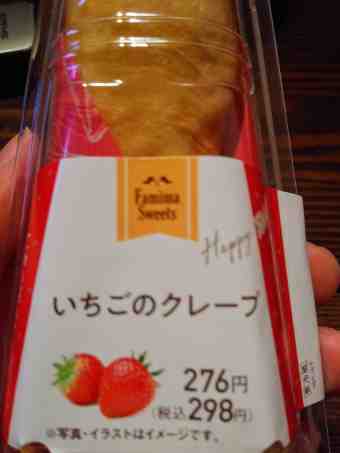 Famima
Sweets
Happy
いちごのクレープ
276円
(税込298円)
※写真・イラストはイメージです。